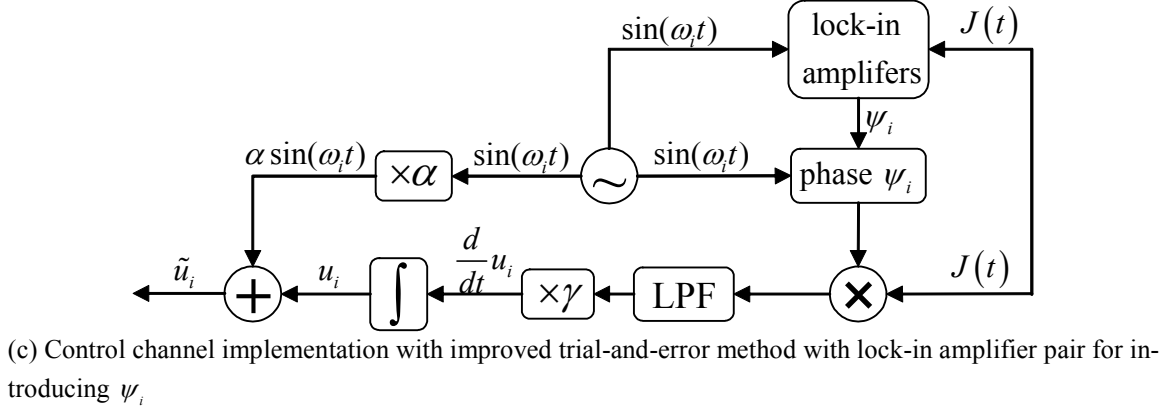 sin(ω_i t)
lock-in
amplifers
J(t)
ψ_i
α sin(ω_i t)
×α
sin(ω_i t)
~
sin(ω_i t)
phase ψ_i
ũ_i
+
u_i
∫
d/dt u_i
×γ
LPF
×
J(t)
(c) Control channel implementation with improved trial-and-error method with lock-in amplifier pair for in-
troducing ψ_i